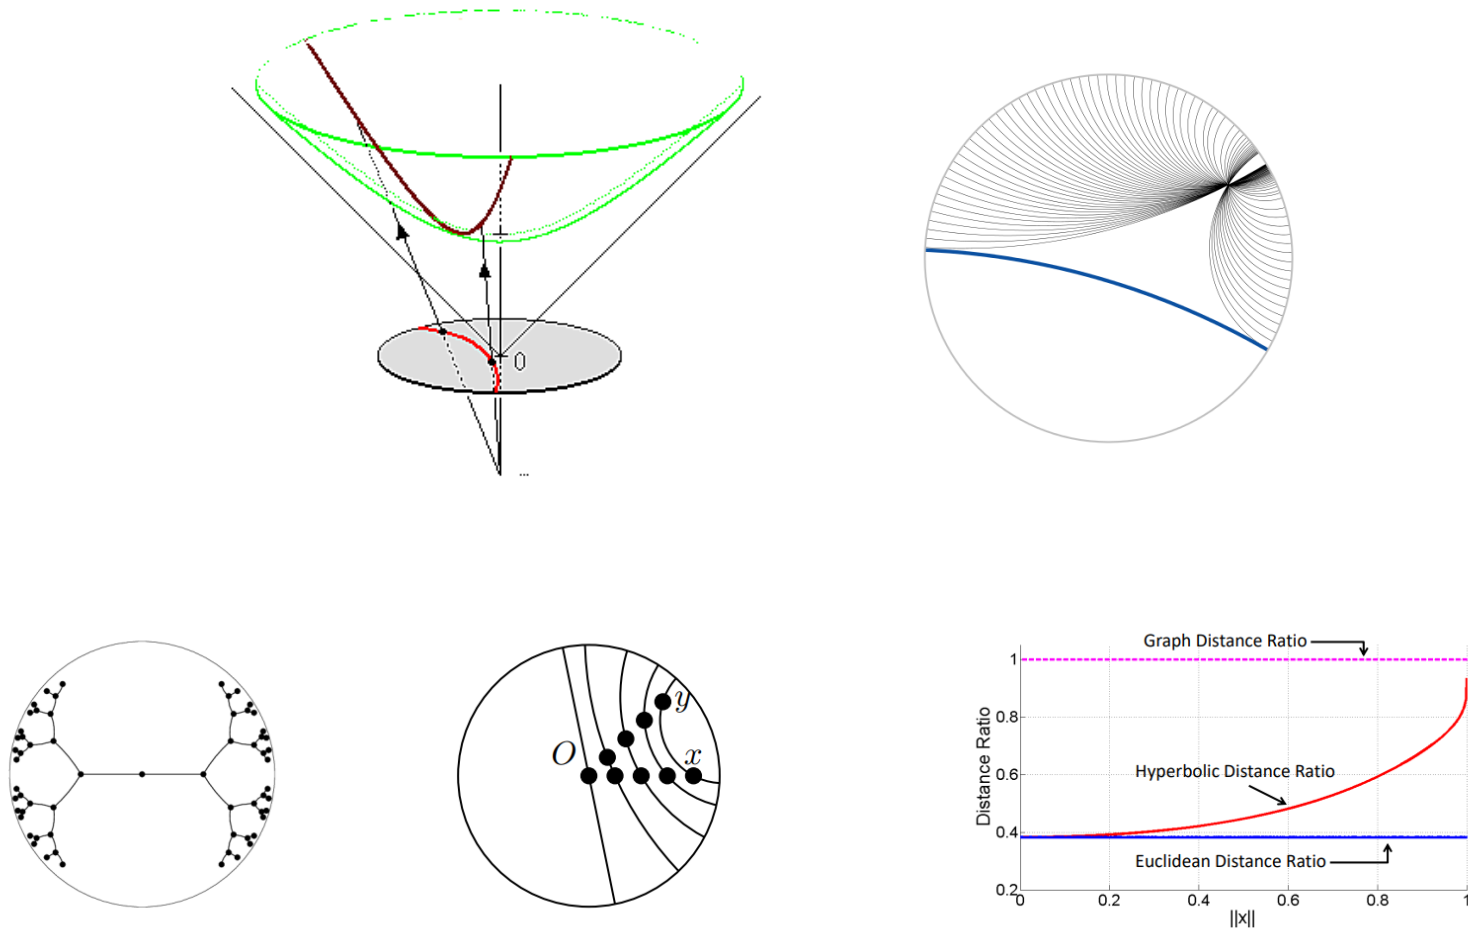 0
...
O
y
x
Graph Distance Ratio
Hyperbolic Distance Ratio
Euclidean Distance Ratio
Distance Ratio
1
0.8
0.6
0.4
0.2
0 0.2 0.4 0.6 0.8 1
||x||